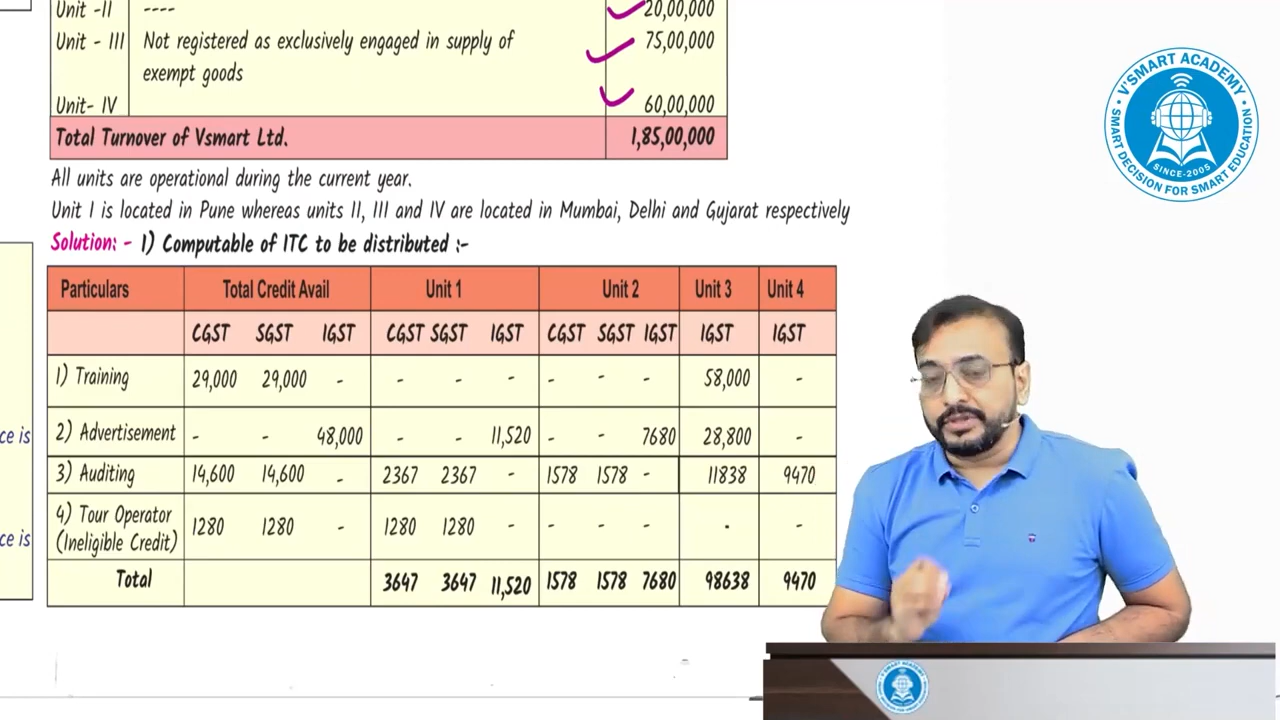 Unit -II ---- 20,00,000
Unit - III Not registered as exclusively engaged in supply of 75,00,000
exempt goods
Unit- IV 60,00,000
Total Turnover of Vsmart Ltd. 1,85,00,000
All units are operational during the current year.
Unit I is located in Pune whereas units II, III and IV are located in Mumbai, Delhi and Gujarat respectively
Solution: - 1) Computable of ITC to be distributed :-
Particulars Total Credit Avail Unit 1 Unit 2 Unit 3 Unit 4
CGST SGST IGST CGST SGST IGST CGST SGST IGST IGST IGST
1) Training 29,000 29,000 - - - - - - - 58,000 -
2) Advertisement - - 48,000 - - 11,520 - - 7680 28,800 -
3) Auditing 14,600 14,600 - 2367 2367 - 1578 1578 - 11838 9470
4) Tour Operator
(Ineligible Credit) 1280 1280 - 1280 1280 - - - - . -
Total 3647 3647 11,520 1578 1578 7680 98638 9470
ce is
ce is
V'SMART ACADEMY
SINCE-2005
SMART DECISION FOR SMART EDUCATION